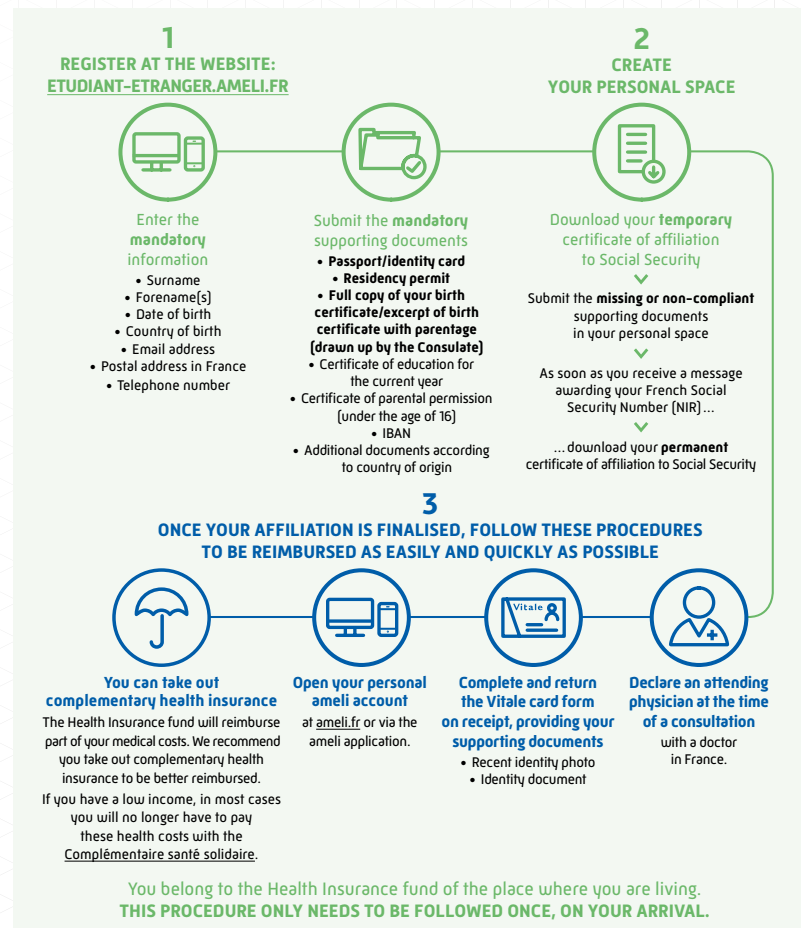 1
REGISTER AT THE WEBSITE:
ETUDIANT-ETRANGER.AMELI.FR
Enter the
mandatory
information
• Surname
• Forename(s)
• Date of birth
• Country of birth
• Email address
• Postal address in France
• Telephone number
Submit the mandatory
supporting documents
• Passport/identity card
• Residency permit
• Full copy of your birth
certificate/excerpt of birth
certificate with parentage
(drawn up by the Consulate)
• Certificate of education for
the current year
• Certificate of parental permission
(under the age of 16)
• IBAN
• Additional documents according
to country of origin
2
CREATE
YOUR PERSONAL SPACE
Download your temporary
certificate of affiliation
to Social Security
Submit the missing or non-compliant
supporting documents
in your personal space
As soon as you receive a message
awarding your French Social
Security Number (NIR)...
...download your permanent
certificate of affiliation to Social Security
3
ONCE YOUR AFFILIATION IS FINALISED, FOLLOW THESE PROCEDURES
TO BE REIMBURSED AS EASILY AND QUICKLY AS POSSIBLE
You can take out
complementary health insurance
The Health Insurance fund will reimburse
part of your medical costs. We recommend
you take out complementary health
insurance to be better reimbursed.
If you have a low income, in most cases
you will no longer have to pay
these health costs with the
Complémentaire santé solidaire.
Open your personal
ameli account
at ameli.fr or via the
ameli application.
Vitale
Complete and return
the Vitale card form
on receipt, providing your
supporting documents
• Recent identity photo
• Identity document
Declare an attending
physician at the time
of a consultation
with a doctor
in France.
You belong to the Health Insurance fund of the place where you are living.
THIS PROCEDURE ONLY NEEDS TO BE FOLLOWED ONCE, ON YOUR ARRIVAL.